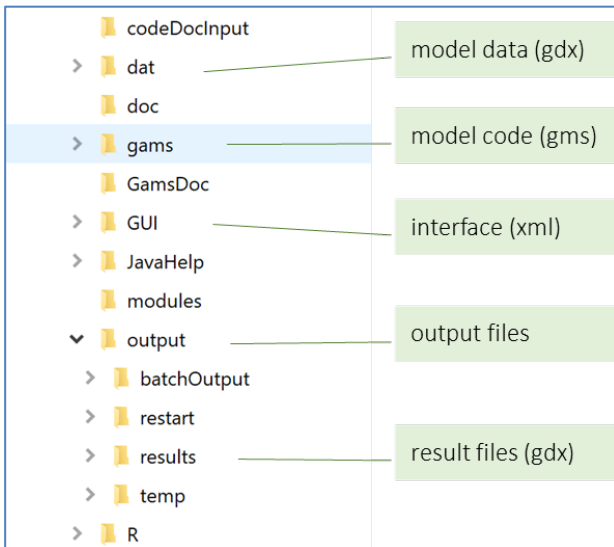 codeDocInput
dat
model data (gdx)
doc
gams
model code (gms)
GamsDoc
GUI
interface (xml)
JavaHelp
modules
output
output files
batchOutput
restart
results
result files (gdx)
temp
R